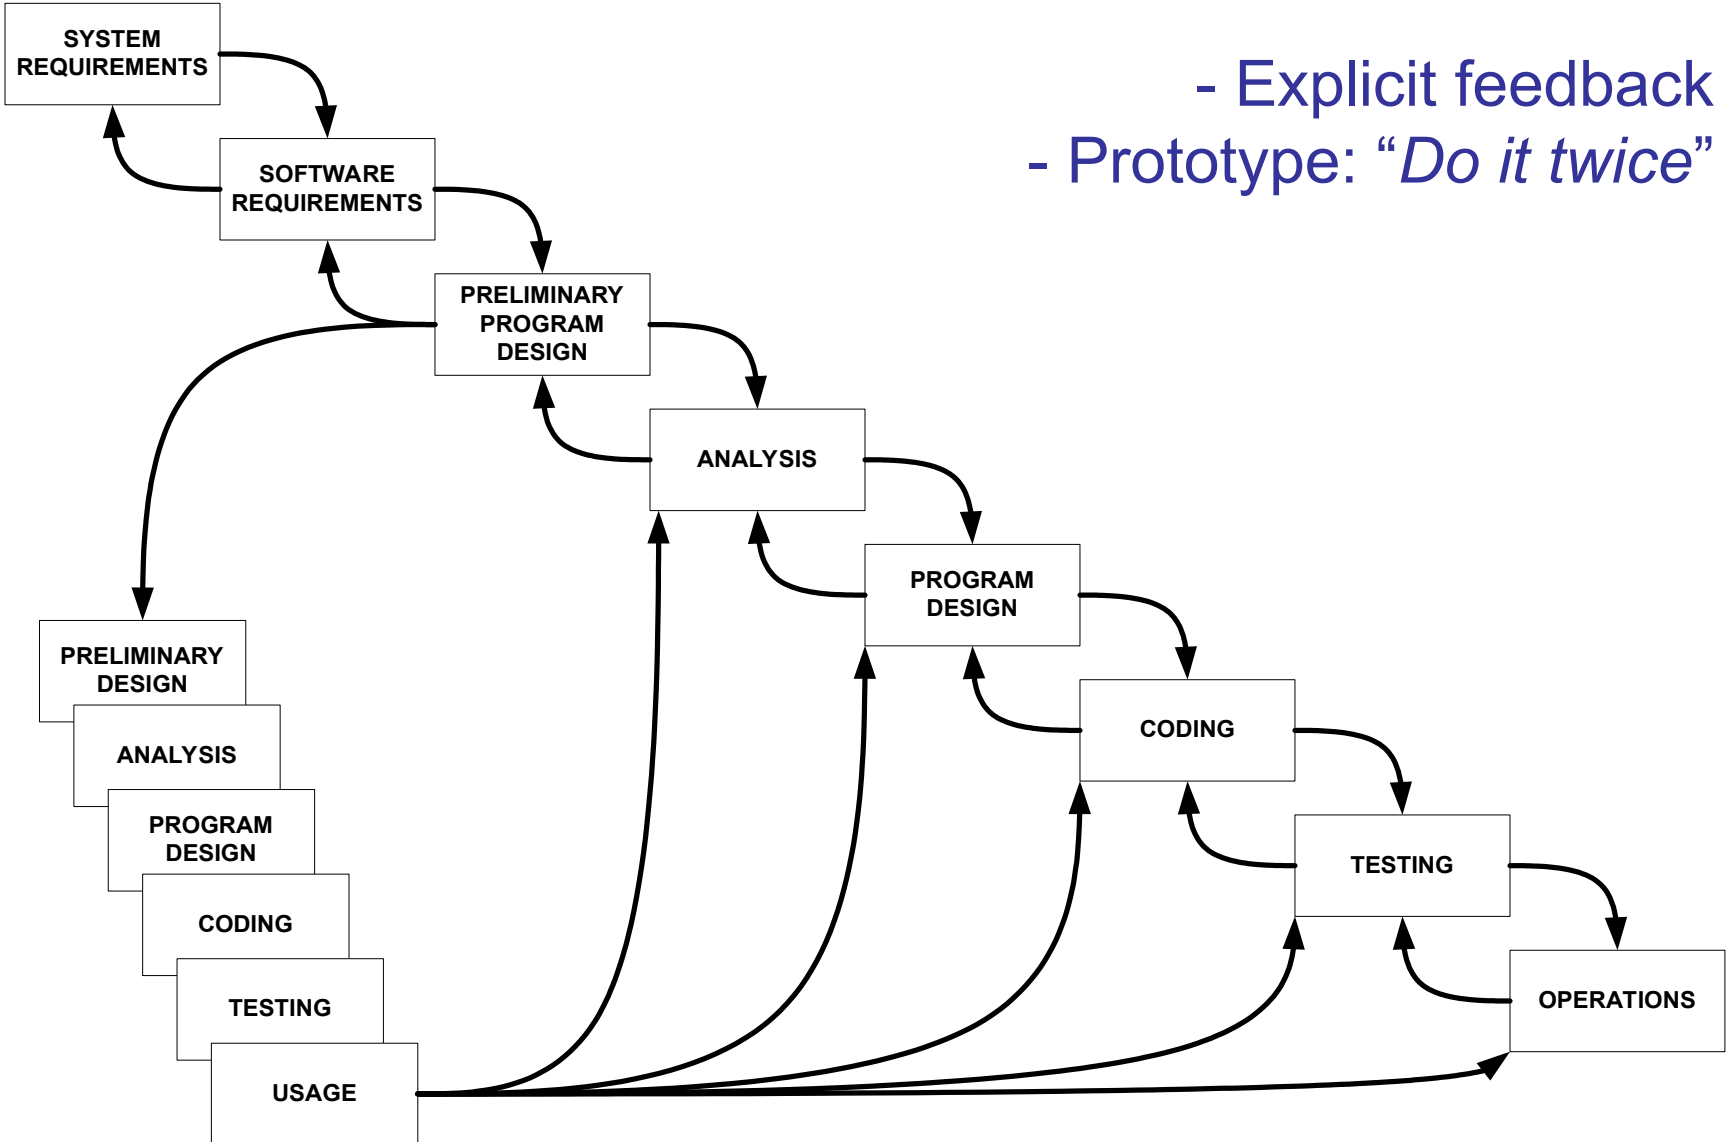 SYSTEM
REQUIREMENTS
- Explicit feedback
- Prototype: “Do it twice”
SOFTWARE
REQUIREMENTS
PRELIMINARY
PROGRAM
DESIGN
ANALYSIS
PROGRAM
DESIGN
CODING
TESTING
OPERATIONS
PRELIMINARY
DESIGN
ANALYSIS
PROGRAM
DESIGN
CODING
TESTING
USAGE